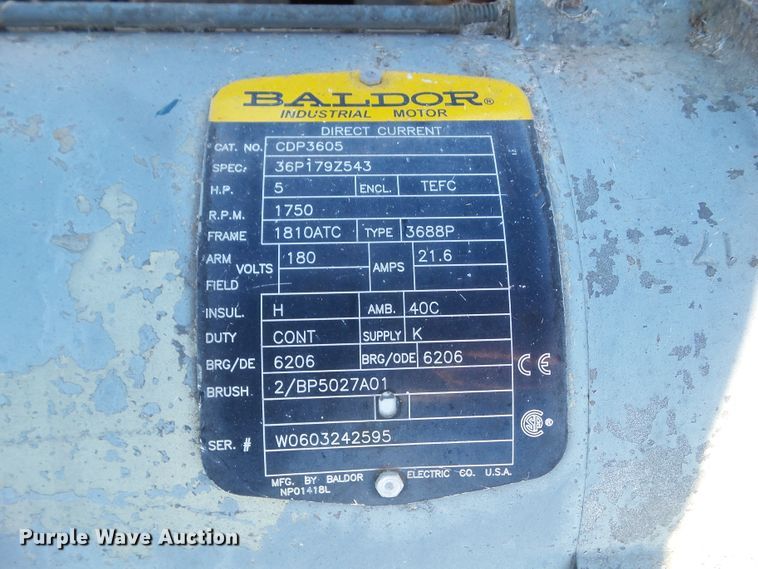 BALDOR®
INDUSTRIAL MOTOR
DIRECT CURRENT
CAT. NO. CDP3605
SPEC. 36P179Z543
H.P. 5 ENCL. TEFC
R.P.M. 1750
FRAME 1810ATC TYPE 3688P
ARM VOLTS 180 AMPS 21.6
FIELD
INSUL. H AMB. 40C
DUTY CONT SUPPLY K
BRG/DE 6206 BRG/ODE 6206
CE
BRUSH 2/BP5027A01
®
SER. # W0603242595
MFG. BY BALDOR ELECTRIC CO. U.S.A.
NP01418L
Purple Wave Auction